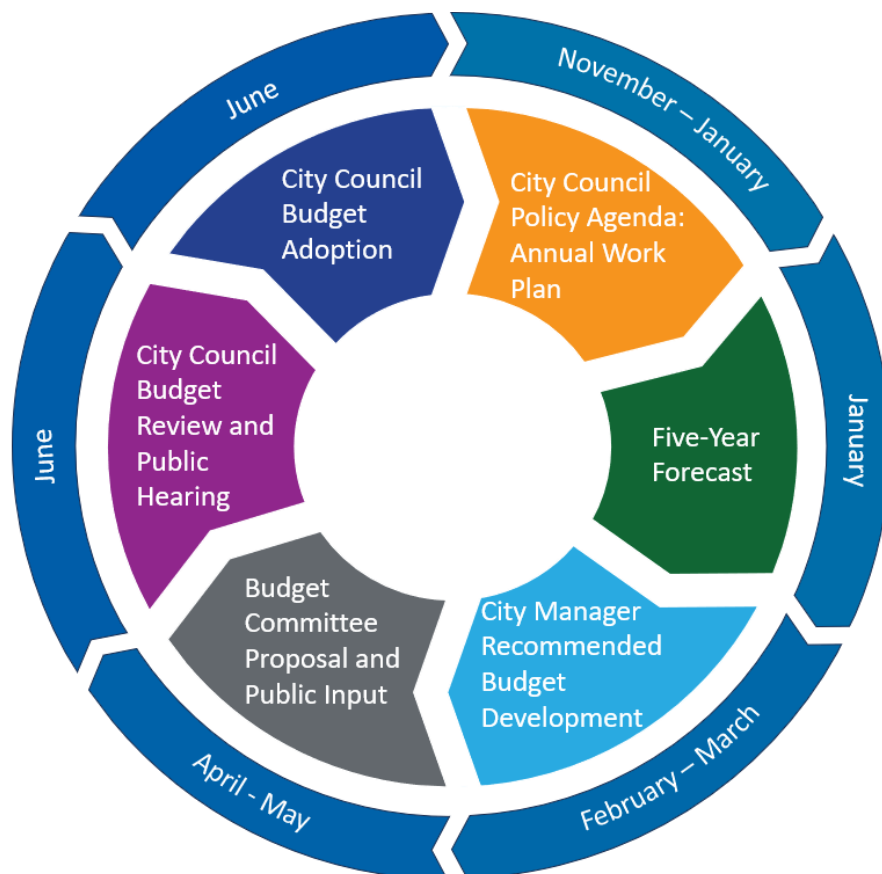 November – January
City Council
Policy Agenda:
Annual Work
Plan
January
Five-Year
Forecast
February – March
City Manager
Recommended
Budget
Development
April - May
Budget
Committee
Proposal and
Public Input
June
City Council
Budget
Review and
Public
Hearing
June
City Council
Budget
Adoption